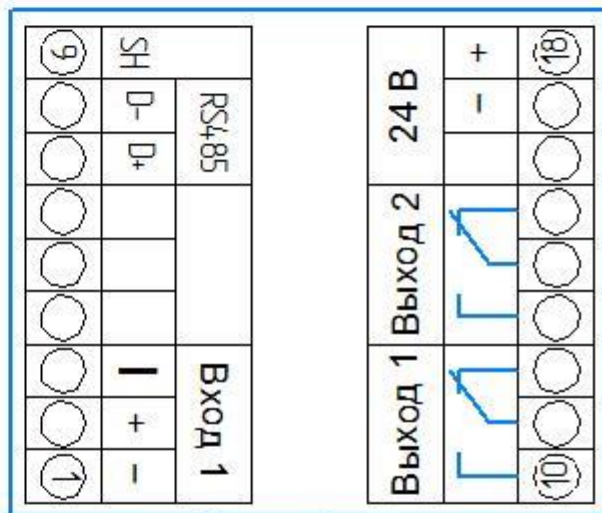 9
SH
D-
D+
RS485
I
+
-
Вход 1
1
18
+
-
24 В
Выход 2
Выход 1
10